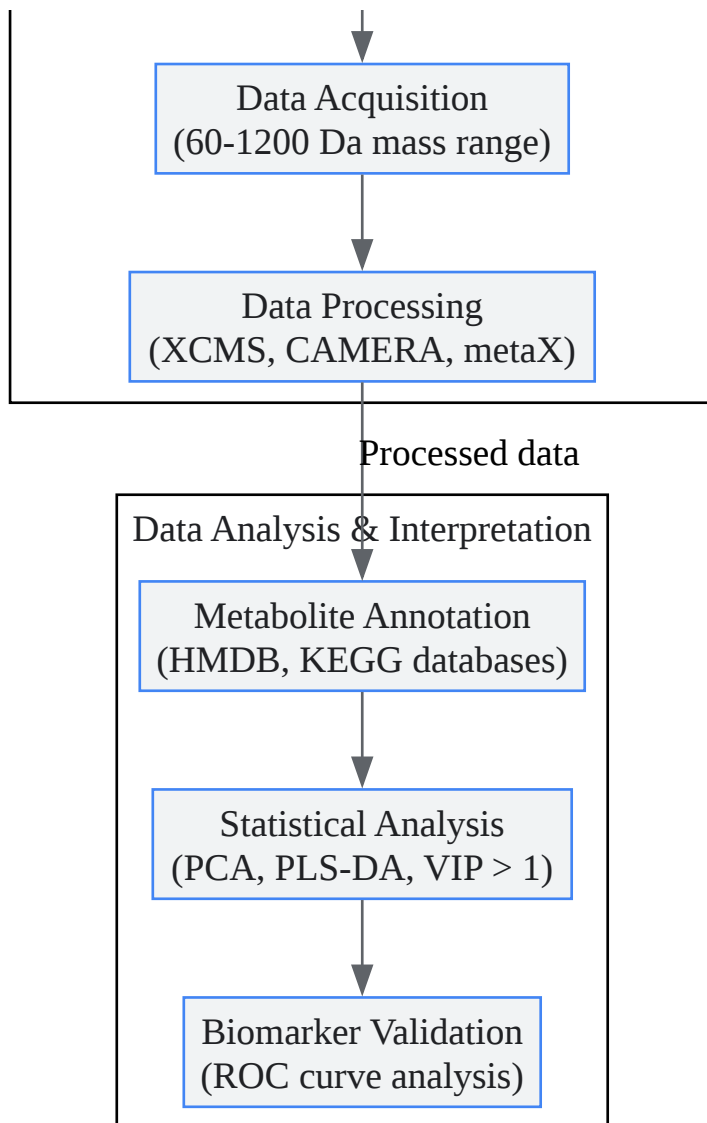 Data Acquisition
(60-1200 Da mass range)
Data Processing
(XCMS, CAMERA, metaX)
Processed data
Data Analysis & Interpretation
Metabolite Annotation
(HMDB, KEGG databases)
Statistical Analysis
(PCA, PLS-DA, VIP > 1)
Biomarker Validation
(ROC curve analysis)